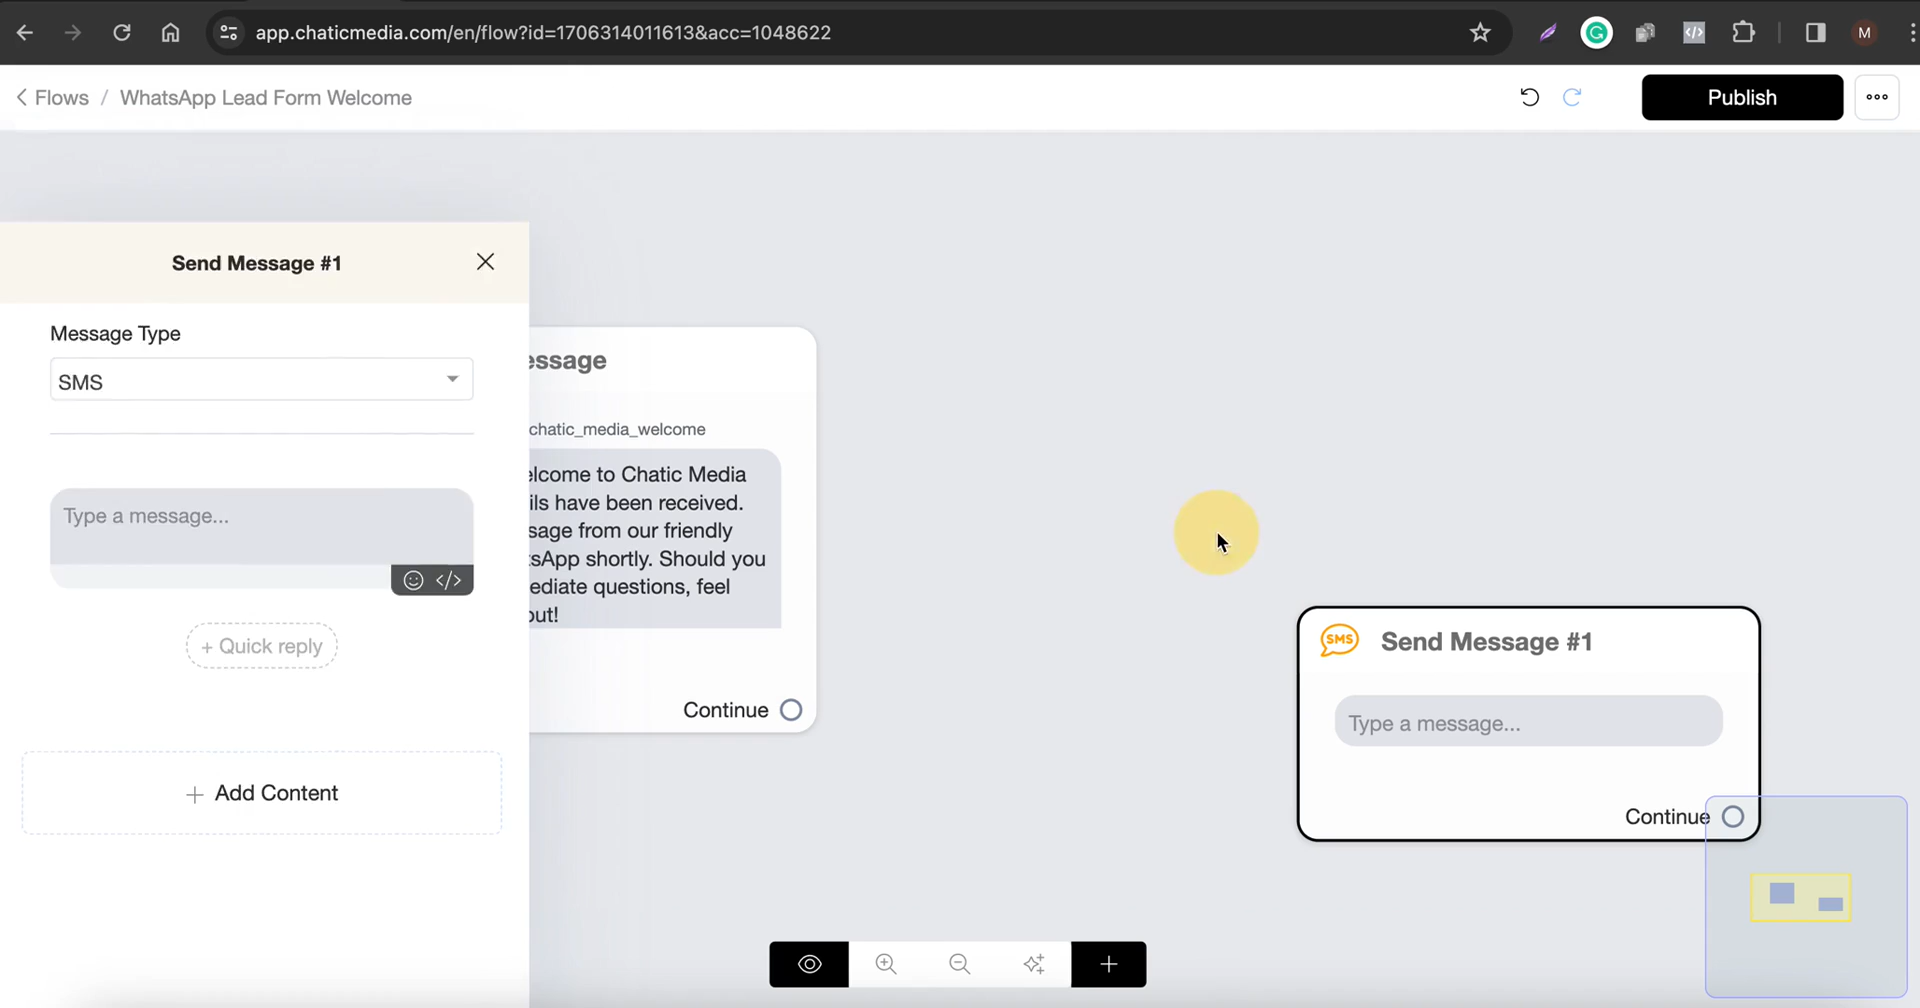 app.chaticmedia.com/en/flow?id=1706314011613&acc=1048622
M
Flows / WhatsApp Lead Form Welcome
Publish
Send Message #1
Message Type
SMS
Type a message...
</>
+ Quick reply
+ Add Content
essage
chatic_media_welcome
elcome to Chatic Media
ils have been received.
sage from our friendly
sApp shortly. Should you
ediate questions, feel
out!
Continue
SMS Send Message #1
Type a message...
Continue